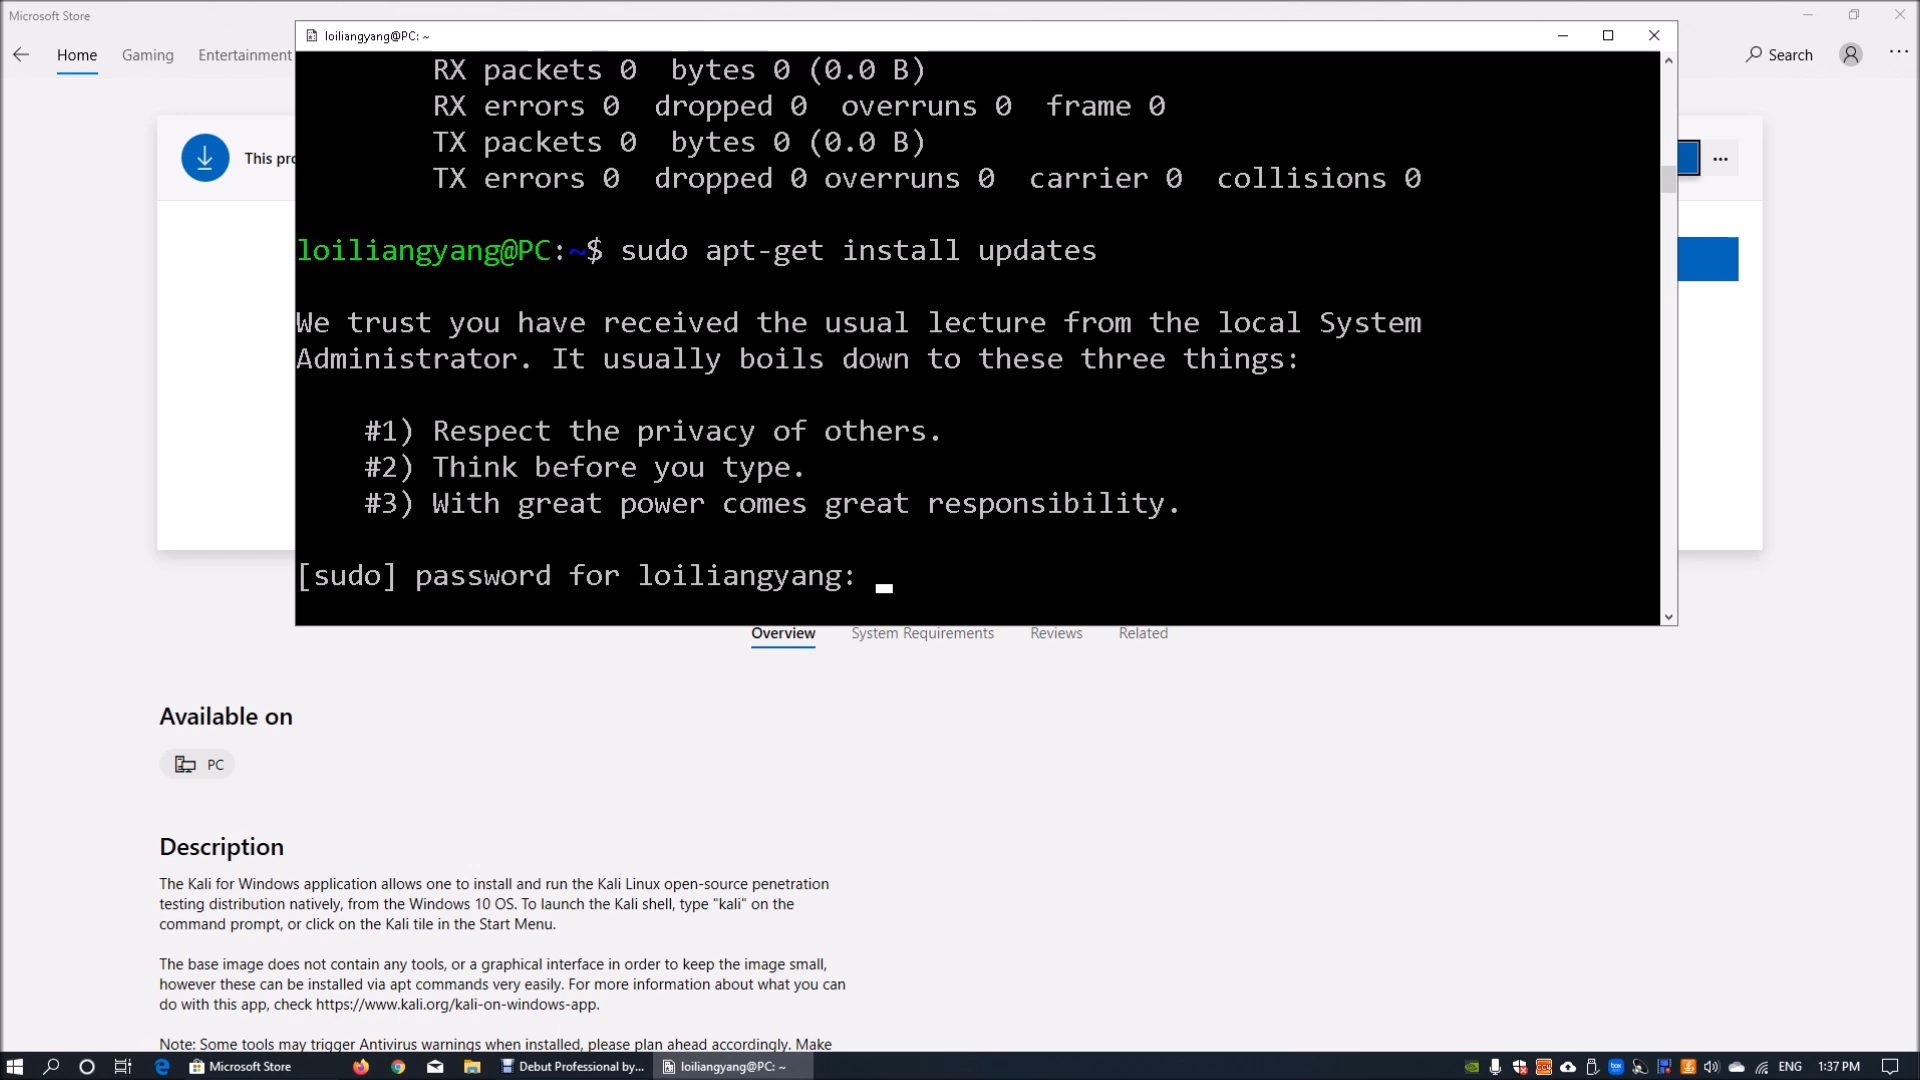 Microsoft Store
Home
Gaming
Entertainment
Search
loiliangyang@PC: ~
This pro
RX packets 0  bytes 0 (0.0 B)
RX errors 0  dropped 0  overruns 0  frame 0
TX packets 0  bytes 0 (0.0 B)
TX errors 0  dropped 0 overruns 0  carrier 0  collisions 0
loiliangyang@PC:~$ sudo apt-get install updates
We trust you have received the usual lecture from the local System
Administrator. It usually boils down to these three things:
#1) Respect the privacy of others.
#2) Think before you type.
#3) With great power comes great responsibility.
[sudo] password for loiliangyang:
Overview
System Requirements
Reviews
Related
Available on
PC
Description
The Kali for Windows application allows one to install and run the Kali Linux open-source penetration
testing distribution natively, from the Windows 10 OS. To launch the Kali shell, type "kali" on the
command prompt, or click on the Kali tile in the Start Menu.
The base image does not contain any tools, or a graphical interface in order to keep the image small,
however these can be installed via apt commands very easily. For more information about what you can
do with this app, check https://www.kali.org/kali-on-windows-app.
Note: Some tools may trigger Antivirus warnings when installed, please plan ahead accordingly. Make
Microsoft Store
Debut Professional by...
loiliangyang@PC: ~
ENG
1:37 PM